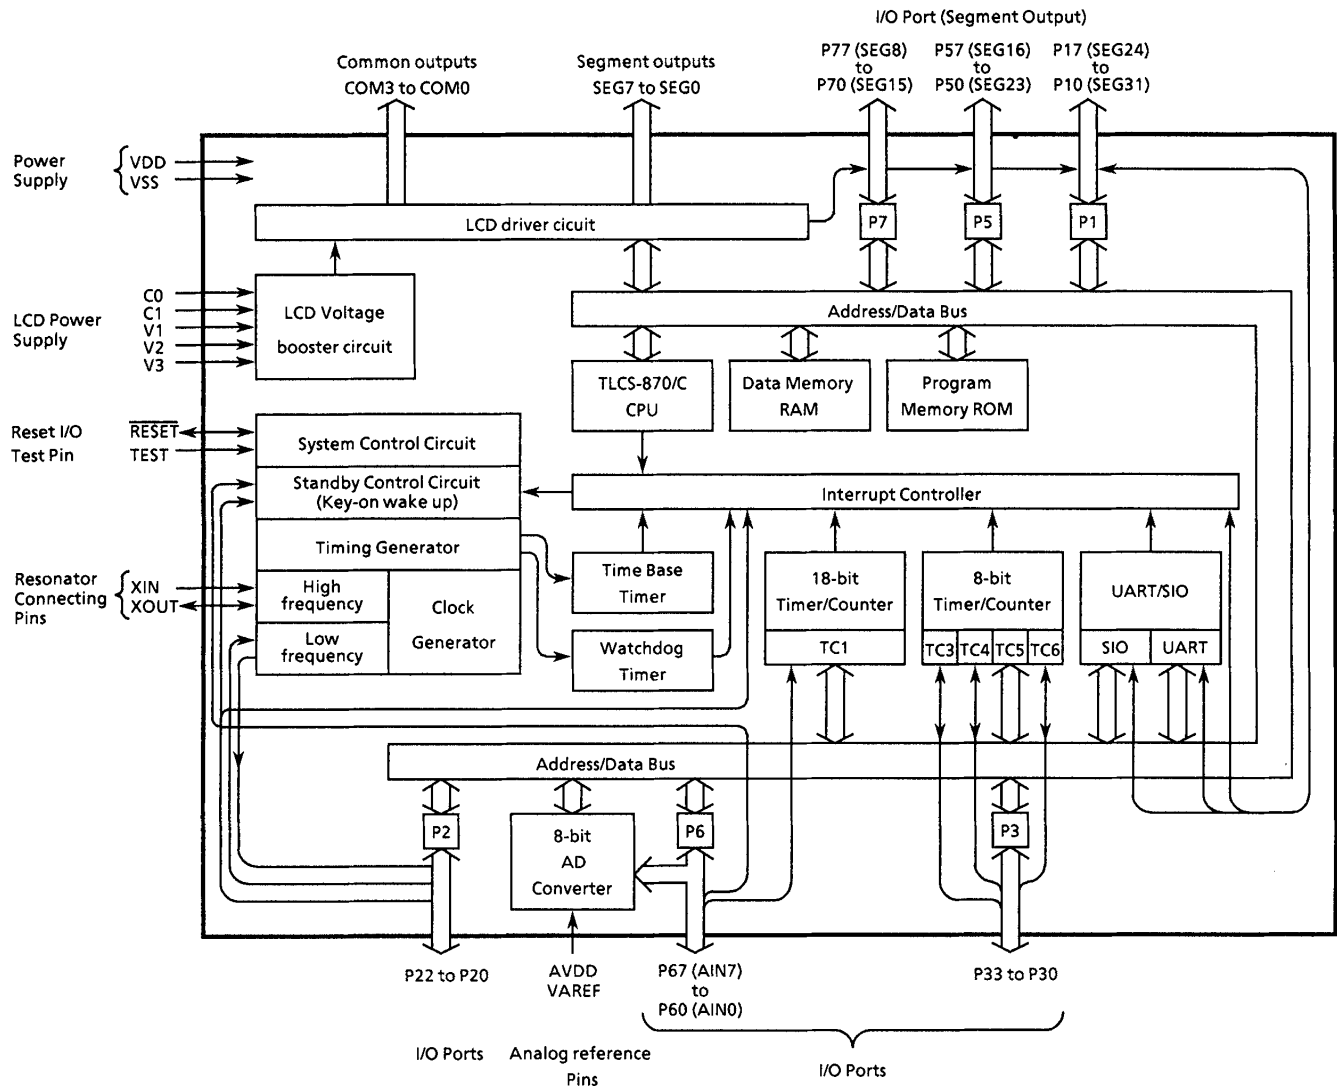 I/O Port (Segment Output)
P77 (SEG8)
to
P70 (SEG15)
P57 (SEG16)
to
P50 (SEG23)
P17 (SEG24)
to
P10 (SEG31)
Common outputs
COM3 to COM0
Segment outputs
SEG7 to SEG0
Power
Supply
VDD
VSS
LCD driver cicuit
P7
P5
P1
LCD Power
Supply
C0
C1
V1
V2
V3
LCD Voltage
booster circuit
Address/Data Bus
TLCS-870/C
CPU
Data Memory
RAM
Program
Memory ROM
Reset I/O
Test Pin
RESET
TEST
System Control Circuit
Standby Control Circuit
(Key-on wake up)
Interrupt Controller
Timing Generator
Resonator
Connecting
Pins
XIN
XOUT
High
frequency
Low
frequency
Clock
Generator
Time Base
Timer
Watchdog
Timer
18-bit
Timer/Counter
TC1
8-bit
Timer/Counter
TC3
TC4
TC5
TC6
UART/SIO
SIO
UART
Address/Data Bus
P2
8-bit
AD
Converter
P6
P3
P22 to P20
AVDD
VAREF
P67 (AIN7)
to
P60 (AIN0)
P33 to P30
I/O Ports
Analog reference
Pins
I/O Ports